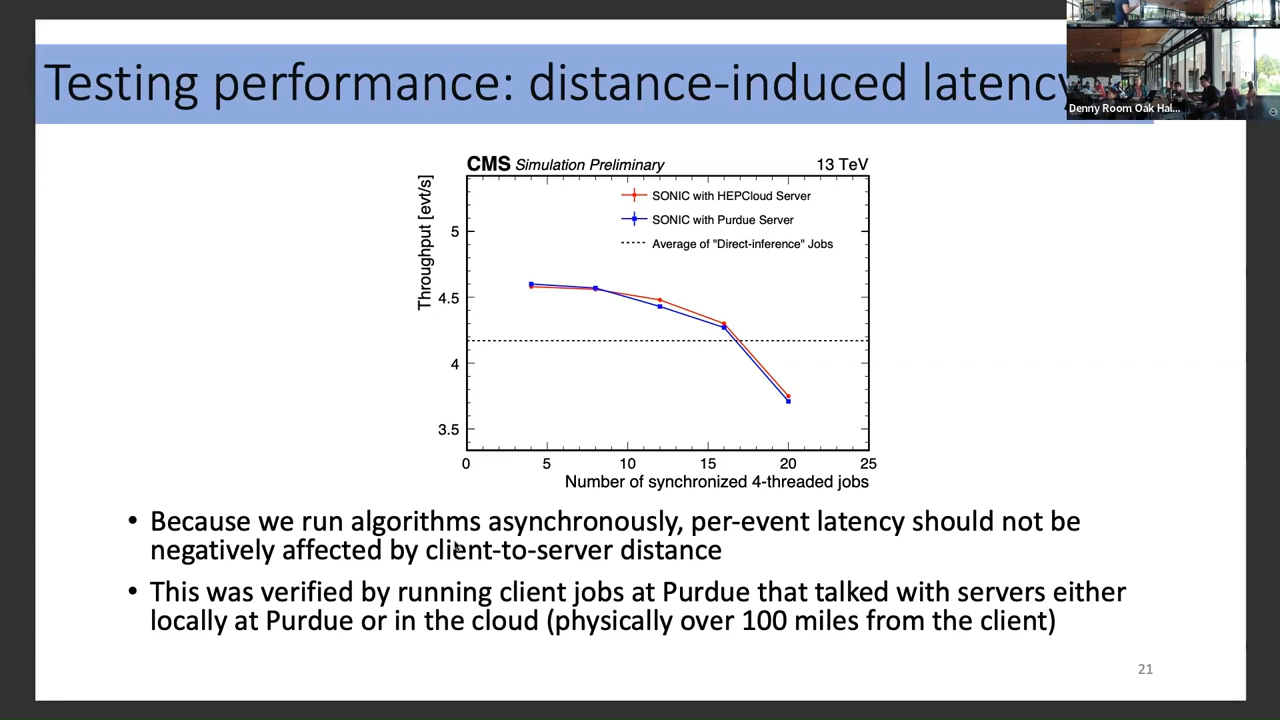 Testing performance: distance-induced latency
Denny Room Oak Hal...
CMS Simulation Preliminary 13 TeV
Throughput [evt/s]
SONIC with HEPCloud Server
SONIC with Purdue Server
Average of "Direct-inference" Jobs
5
4.5
4
3.5
0 5 10 15 20 25
Number of synchronized 4-threaded jobs
• Because we run algorithms asynchronously, per-event latency should not be
negatively affected by client-to-server distance
• This was verified by running client jobs at Purdue that talked with servers either
locally at Purdue or in the cloud (physically over 100 miles from the client)
21